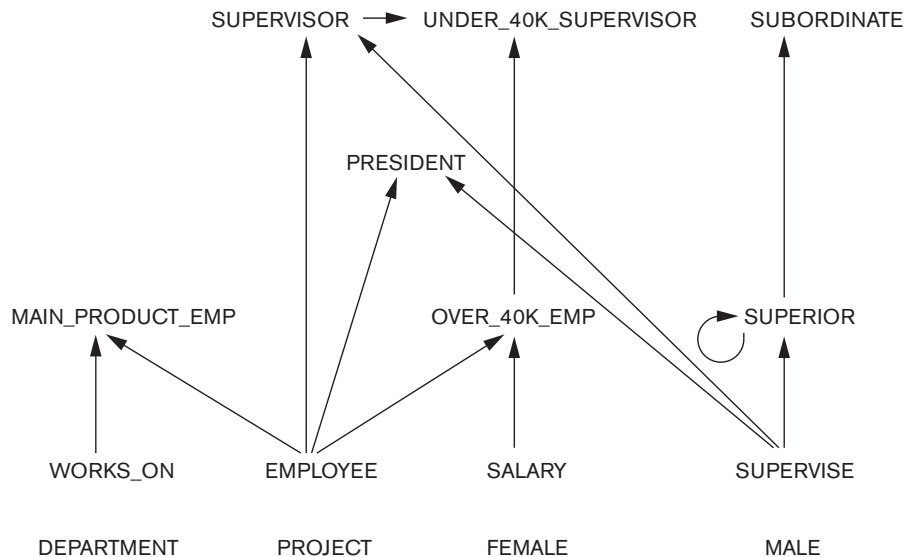 SUPERVISOR UNDER_40K_SUPERVISOR SUBORDINATE
PRESIDENT
MAIN_PRODUCT_EMP OVER_40K_EMP SUPERIOR
WORKS_ON EMPLOYEE SALARY SUPERVISE
DEPARTMENT PROJECT FEMALE MALE